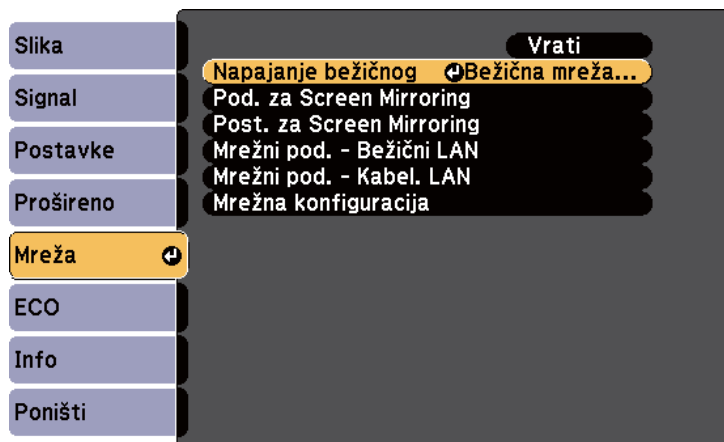 Slika
Signal
Postavke
Prošireno
Mreža
ECO
Info
Poništi
Vrati
Napajanje bežičnog Bežična mreža...
Pod. za Screen Mirroring
Post. za Screen Mirroring
Mrežni pod. - Bežični LAN
Mrežni pod. - Kabel. LAN
Mrežna konfiguracija